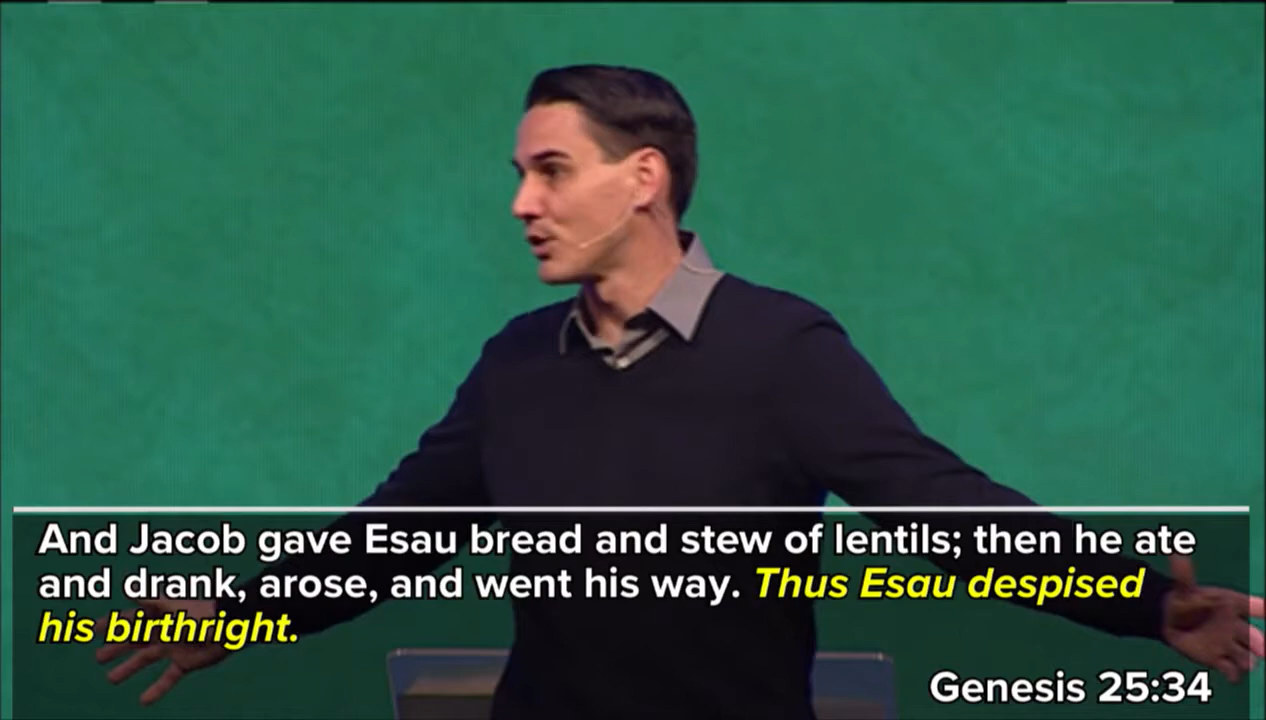 And Jacob gave Esau bread and stew of lentils; then he ate
and drank, arose, and went his way. Thus Esau despised
his birthright.
Genesis 25:34